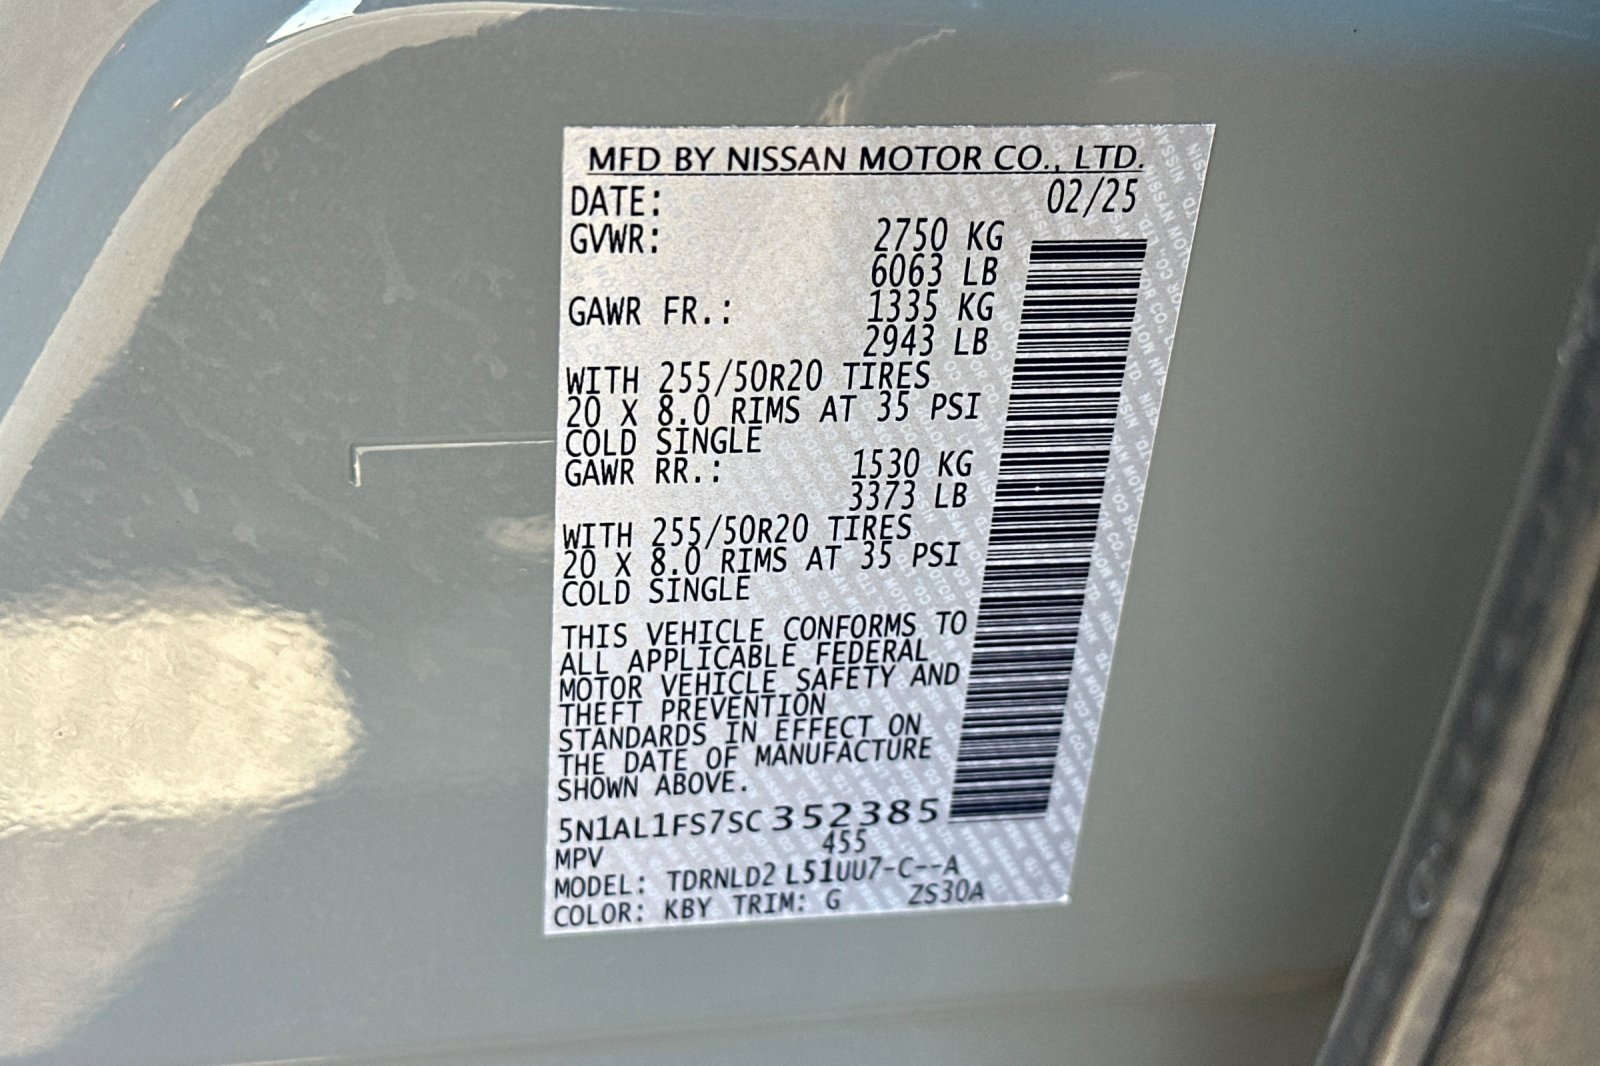 MFD BY NISSAN MOTOR CO., LTD.
DATE: 02/25
GVWR: 2750 KG
6063 LB
GAWR FR.: 1335 KG
2943 LB
WITH 255/50R20 TIRES
20 X 8.0 RIMS AT 35 PSI
COLD SINGLE
GAWR RR.: 1530 KG
3373 LB
WITH 255/50R20 TIRES
20 X 8.0 RIMS AT 35 PSI
COLD SINGLE
THIS VEHICLE CONFORMS TO
ALL APPLICABLE FEDERAL
MOTOR VEHICLE SAFETY AND
THEFT PREVENTION
STANDARDS IN EFFECT ON
THE DATE OF MANUFACTURE
SHOWN ABOVE.
5N1AL1FS7SC352385
MPV 455
MODEL: TDRNLD2 L51UU7-C--A
COLOR: KBY TRIM: G ZS30A